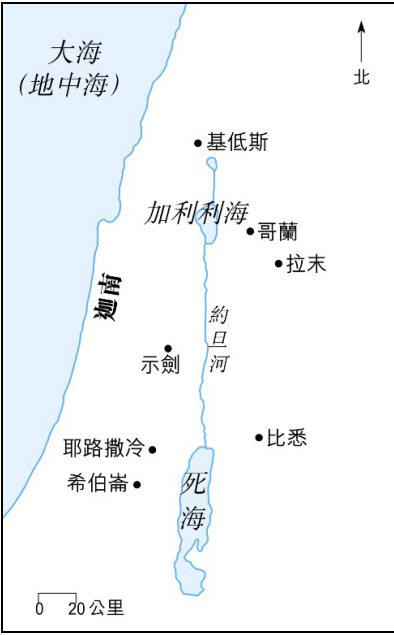 大海
（地中海）
北
基低斯
加利利海
哥蘭
拉末
迦南
約旦河
示劍
比悉
耶路撒冷
希伯崙
死海
0 20公里